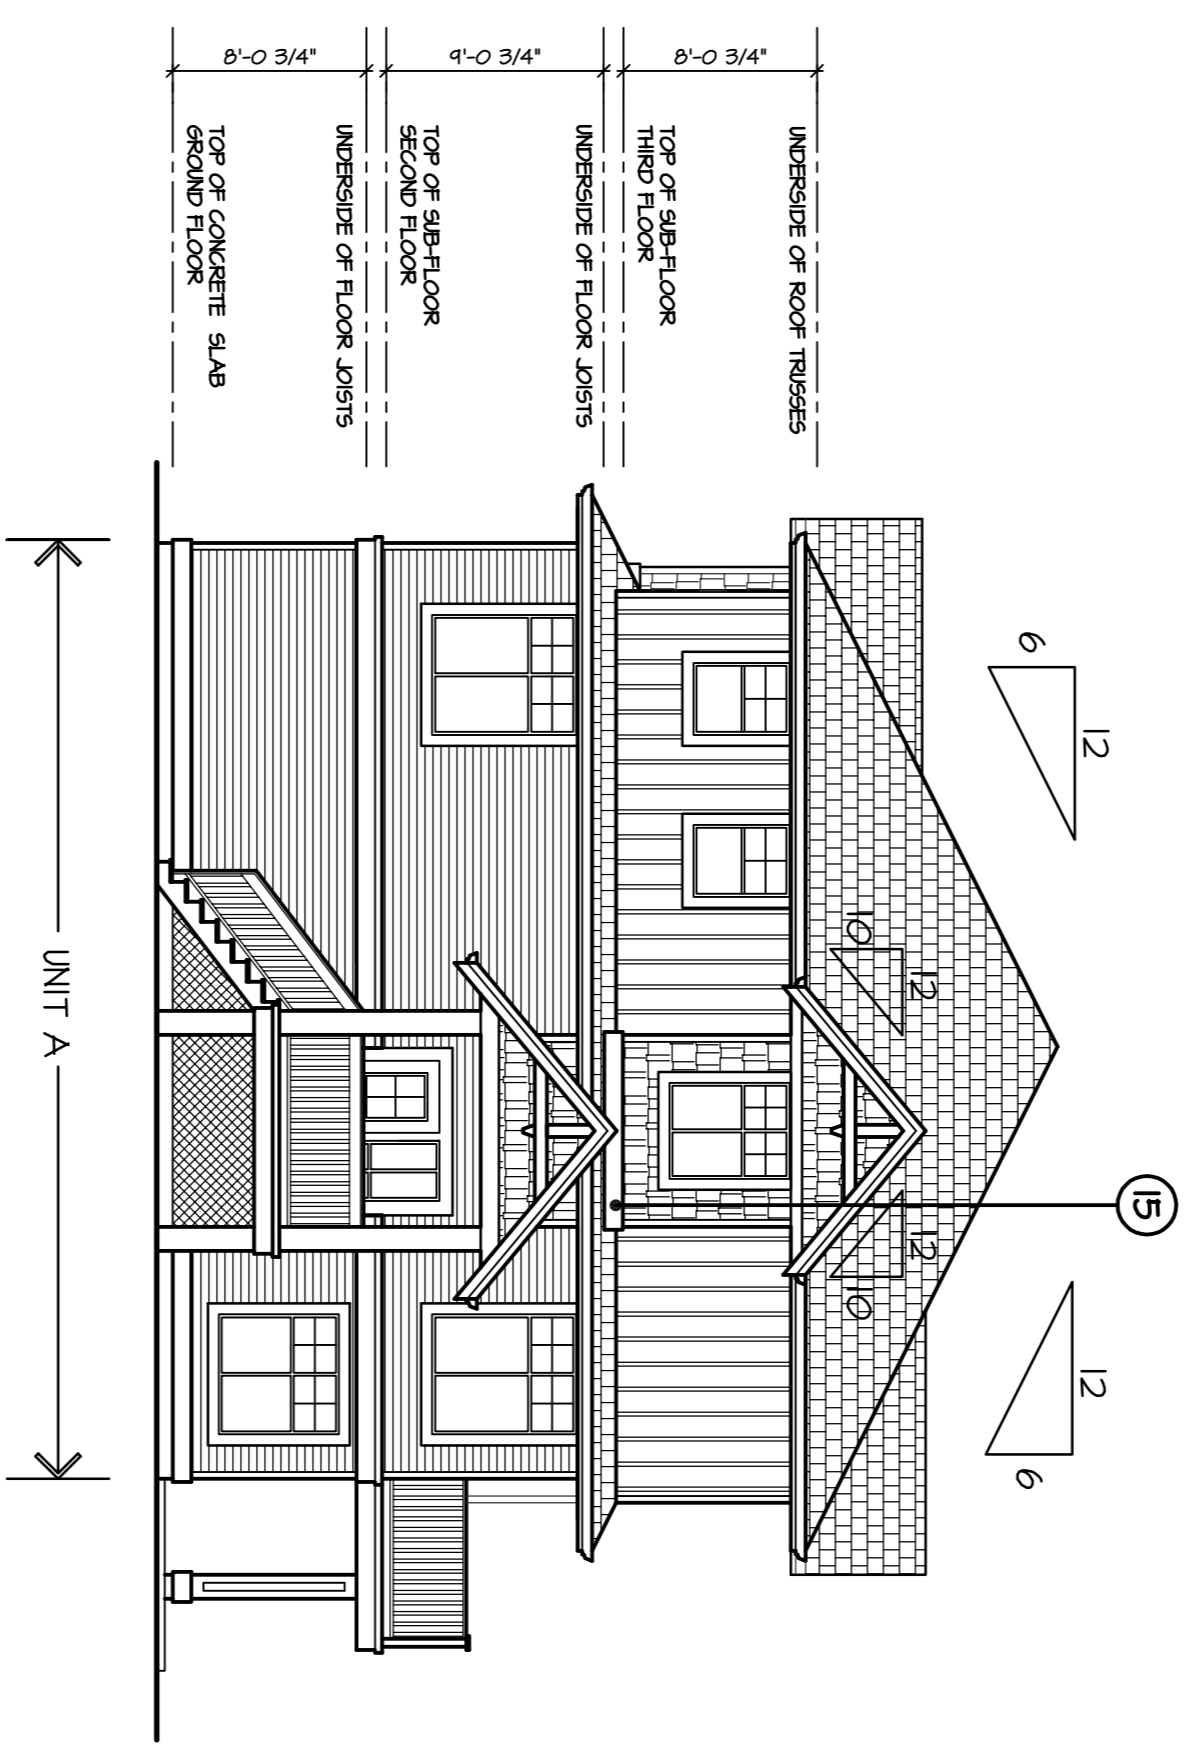 15
12
6
12
6
12
10
12
10
8'-0 3/4"
UNDERSIDE OF ROOF TRUSSES
TOP OF SUB-FLOOR
THIRD FLOOR
9'-0 3/4"
UNDERSIDE OF FLOOR JOISTS
TOP OF SUB-FLOOR
SECOND FLOOR
8'-0 3/4"
UNDERSIDE OF FLOOR JOISTS
TOP OF CONCRETE SLAB
GROUND FLOOR
UNIT A